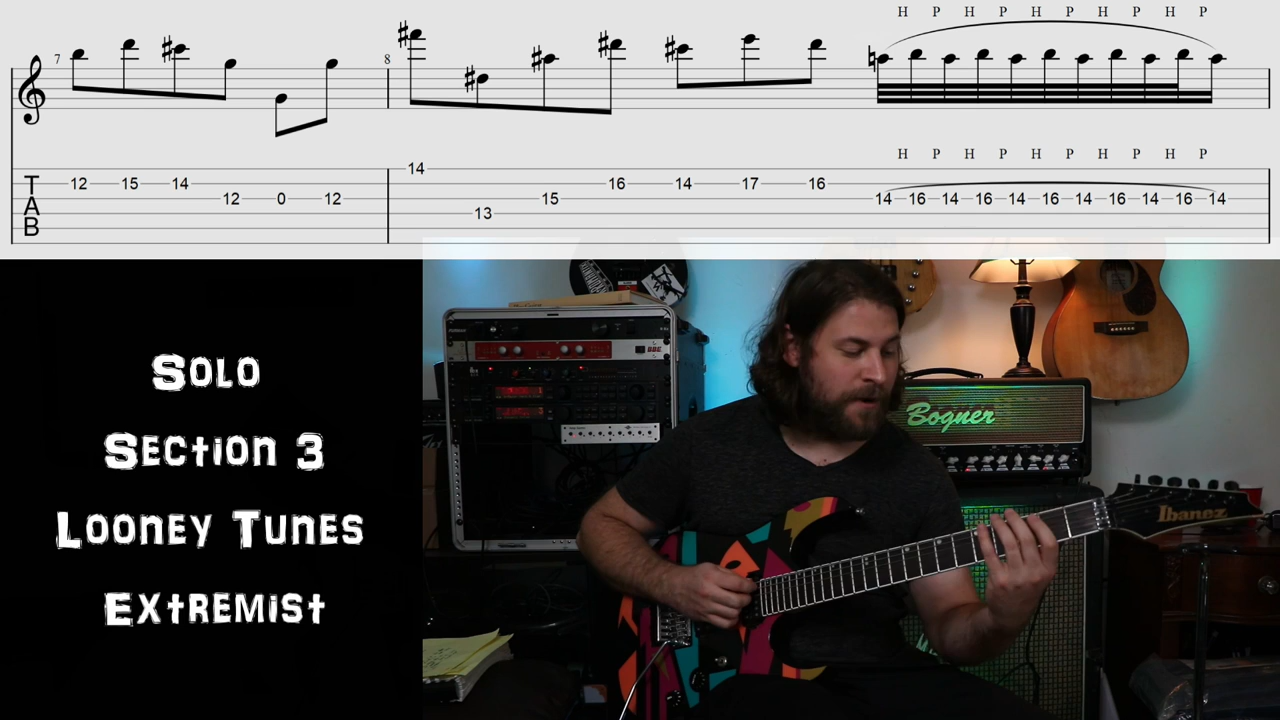 H P H P H P H P H P
7 8
H P H P H P H P H P
14
12 15 14 16 14 17 16
12 0 12 15 14 16 14 16 14 16 14 16 14 16 14
13
T
A
B
Solo
Section 3
Looney Tunes
Extremist
BBE
Bogner
Ibanez